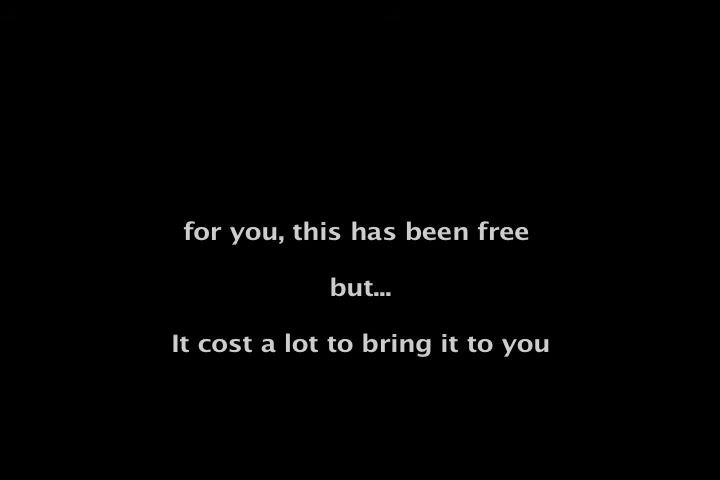 for you, this has been free
but...
It cost a lot to bring it to you